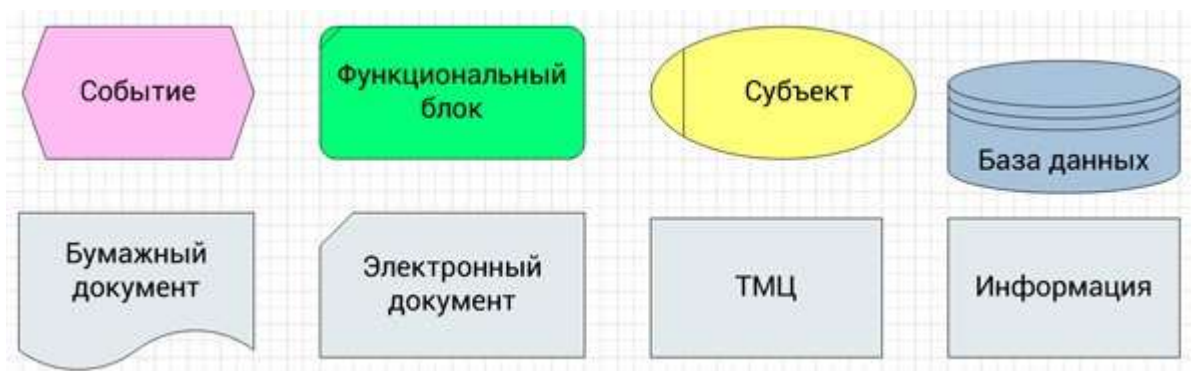 Событие
Функциональный
блок
Субъект
База данных
Бумажный
документ
Электронный
документ
ТМЦ
Информация